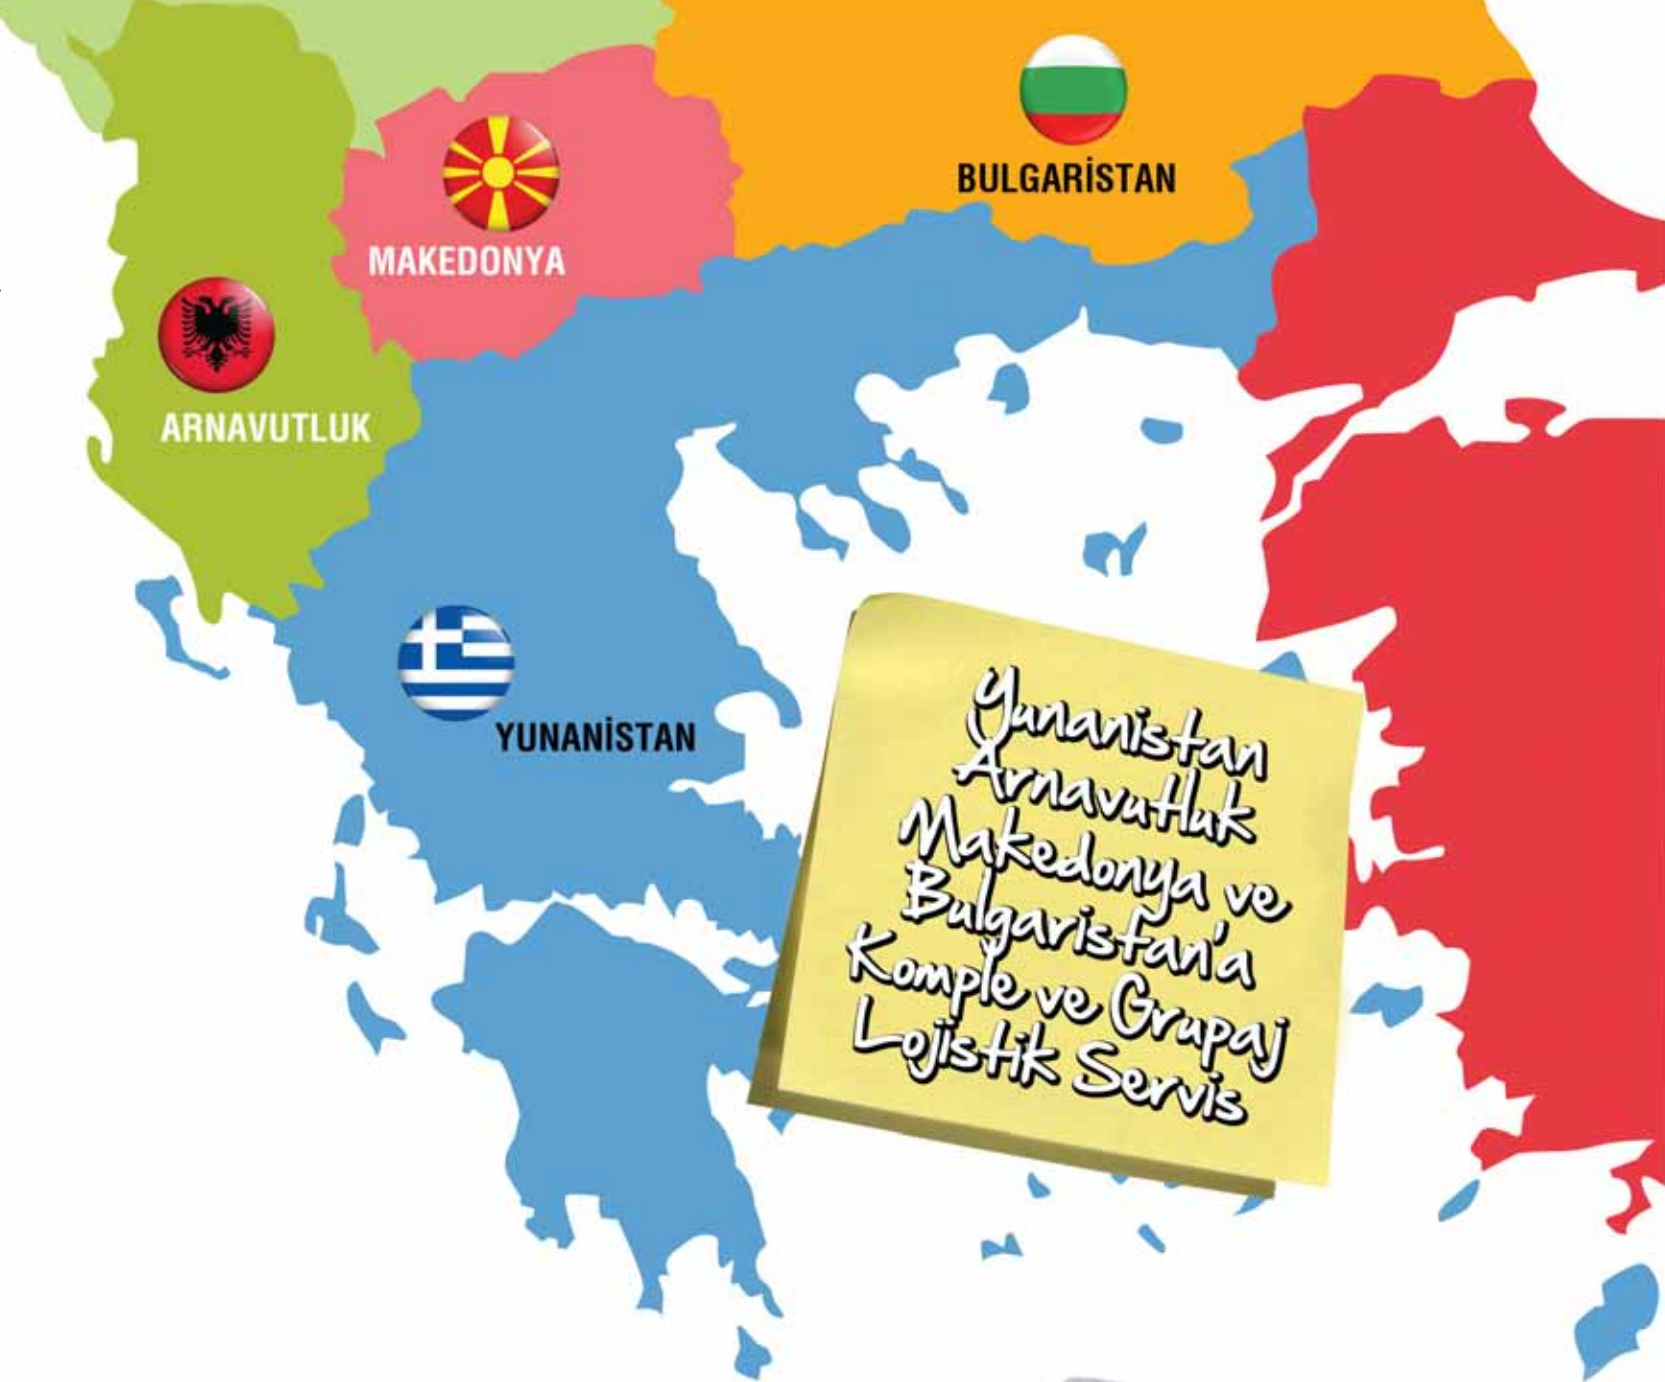 BULGARİSTAN
MAKEDONYA
ARNAVUTLUK
YUNANİSTAN
Yunanistan
Arnavutluk
Makedonya ve
Bulgaristan'a
Komple ve Grupaj
Lojistik Servis